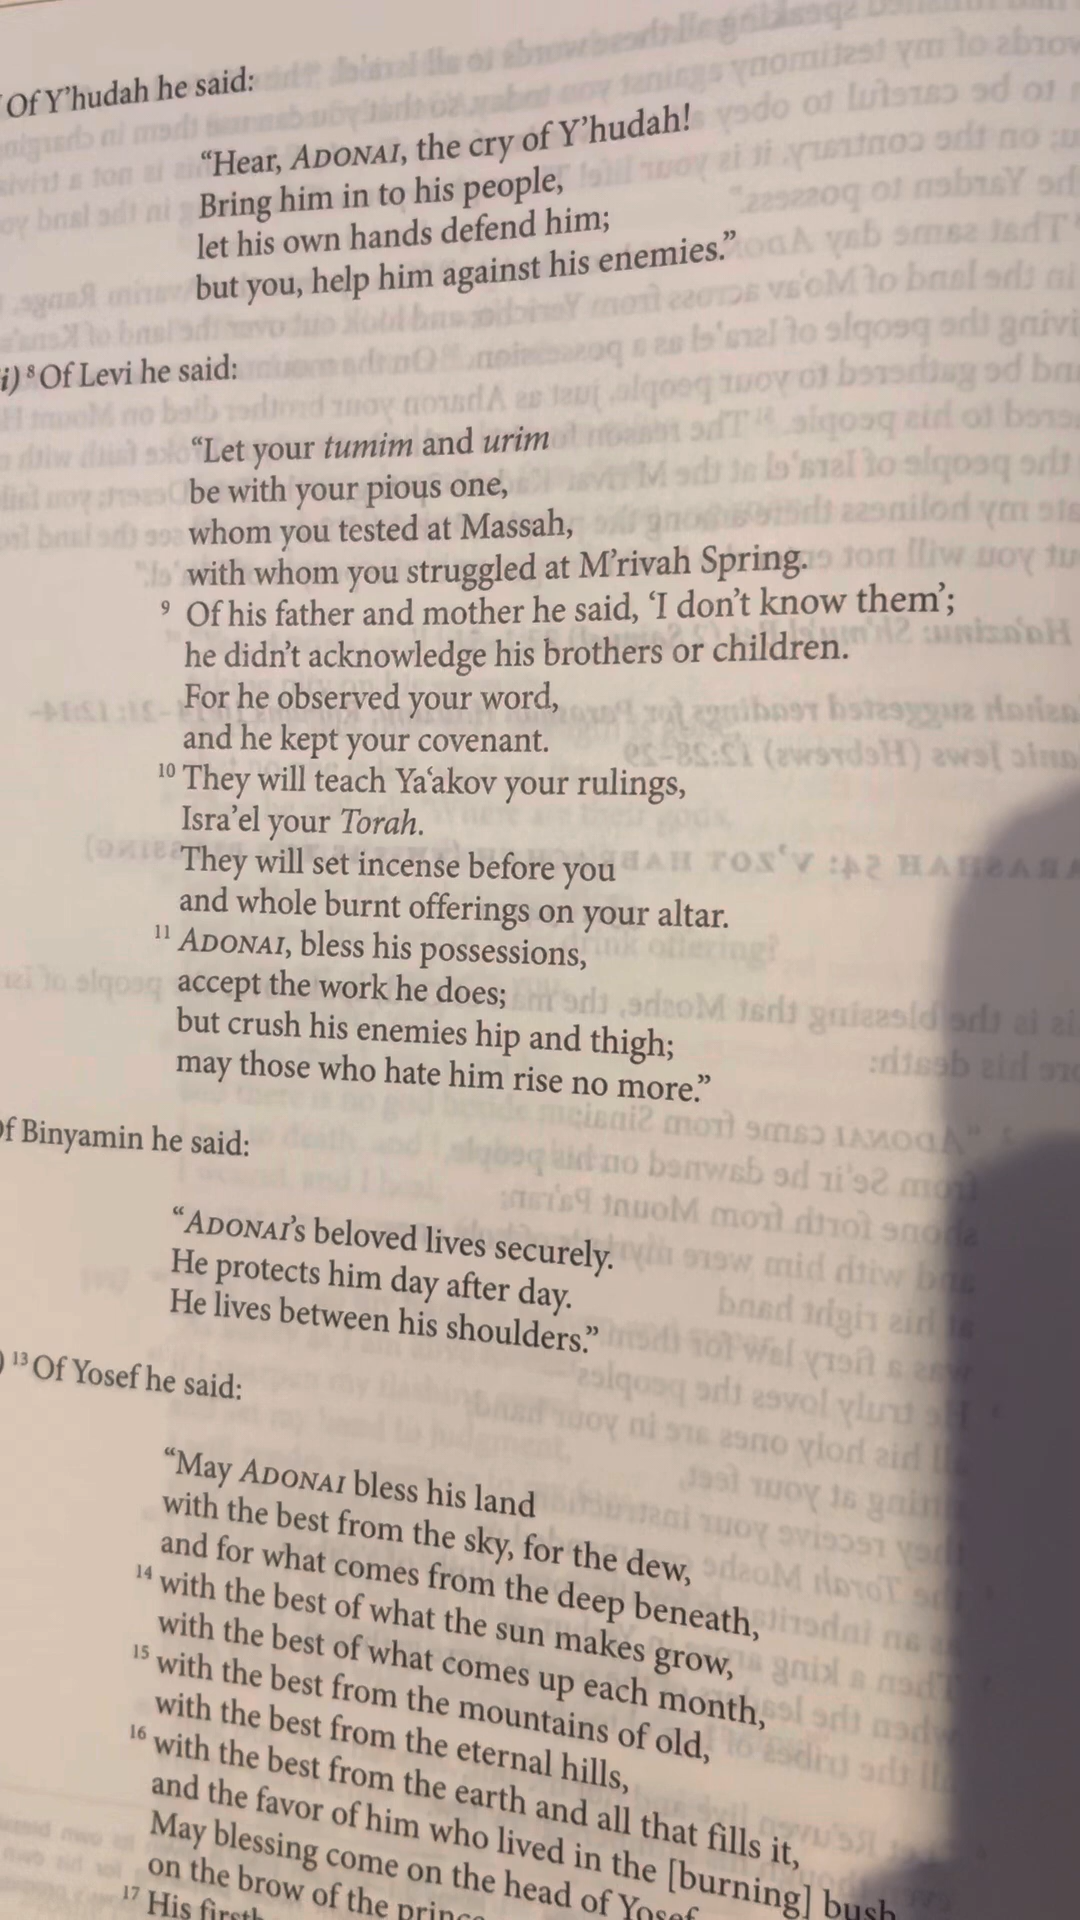 Of Y’hudah he said:
“Hear, ADONAI, the cry of Y’hudah!
Bring him in to his people,
let his own hands defend him;
but you, help him against his enemies.”
i) 8 Of Levi he said:
“Let your tumim and urim
be with your pious one,
whom you tested at Massah,
with whom you struggled at M’rivah Spring.
9 Of his father and mother he said, ‘I don’t know them’;
he didn’t acknowledge his brothers or children.
For he observed your word,
and he kept your covenant.
10 They will teach Ya‘akov your rulings,
Isra’el your Torah.
They will set incense before you
and whole burnt offerings on your altar.
11 ADONAI, bless his possessions,
accept the work he does;
but crush his enemies hip and thigh;
may those who hate him rise no more.”
Of Binyamin he said:
“ADONAI’s beloved lives securely.
He protects him day after day.
He lives between his shoulders.”
) 13 Of Yosef he said:
“May ADONAI bless his land
with the best from the sky, for the dew,
and for what comes from the deep beneath,
14 with the best of what the sun makes grow,
with the best of what comes up each month,
15 with the best from the mountains of old,
with the best from the eternal hills,
16 with the best from the earth and all that fills it,
and the favor of him who lived in the [burning] bush
May blessing come on the head of Yosef
on the brow of the
17 His